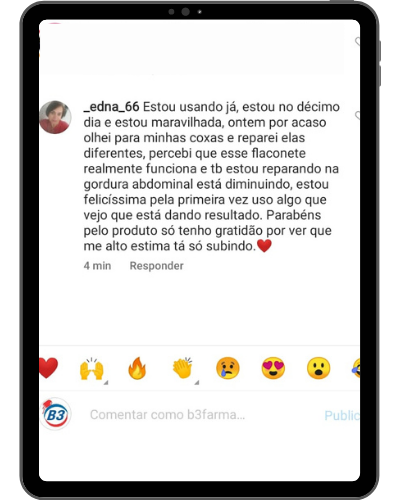 _edna_66 Estou usando já, estou no décimo
dia e estou maravilhada, ontem por acaso
olhei para minhas coxas e reparei elas
diferentes, percebi que esse flaconete
realmente funciona e tb estou reparando na
gordura abdominal está diminuindo, estou
felicíssima pela primeira vez uso algo que
vejo que está dando resultado. Parabéns
pelo produto só tenho gratidão por ver que
me alto estima tá só subindo.❤️
4 min Responder
B3 Comentar como b3farma... Public